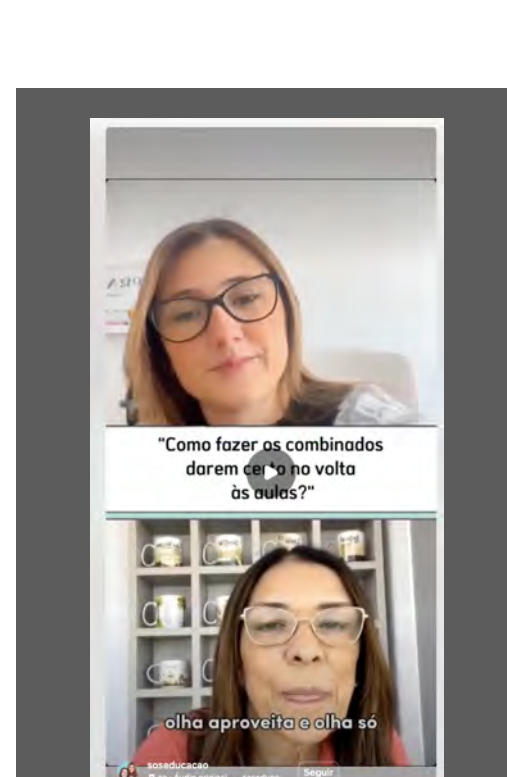 "Como fazer os combinados
darem certo no volta
às aulas?"
olha aproveita e olha só
soseducacao
Seguir